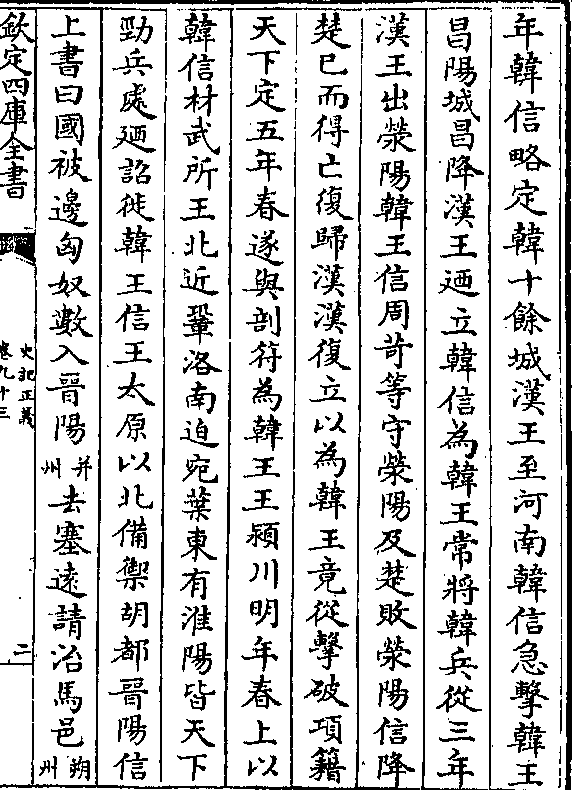 年韓信略定韓十餘城漢王至河南韓信急擊韓王
昌陽城昌降漢王廼立韓信為韓王常將韓兵從三年
漢王出滎陽韓王信周苛等守滎陽及楚敗滎陽信降
楚已而得亡復歸漢漢復立以為韓王竟從擊破項籍
天下定五年春遂與剖符為韓王王潁川明年春上以
韓信材武所王北近鞏洛南迫宛葉東有淮陽皆天下
勁兵處廼詔徙韓王信王太原以北備禦胡都晉陽信
上書曰國被邊匈奴數入晉陽并州去塞遠請治馬邑朔州
欽定四庫全書
史記正義
卷九十三
二